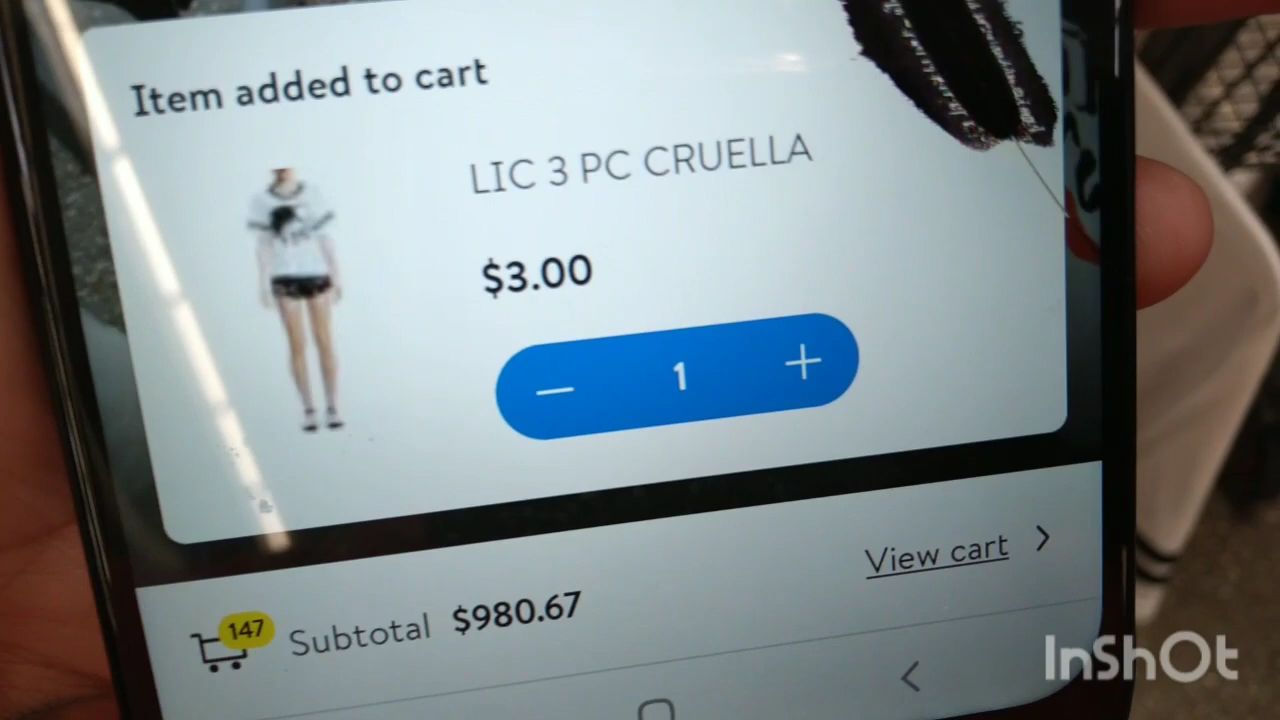 Item added to cart
LIC 3 PC CRUELLA
$3.00
1
View cart
147
Subtotal $980.67
InShOt